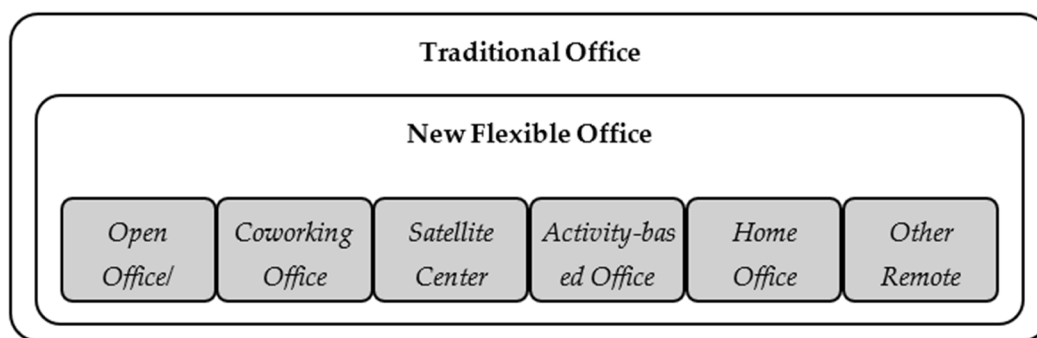 Traditional Office
New Flexible Office
Open
Office/
Coworking
Office
Satellite
Center
Activity-bas
ed Office
Home
Office
Other
Remote